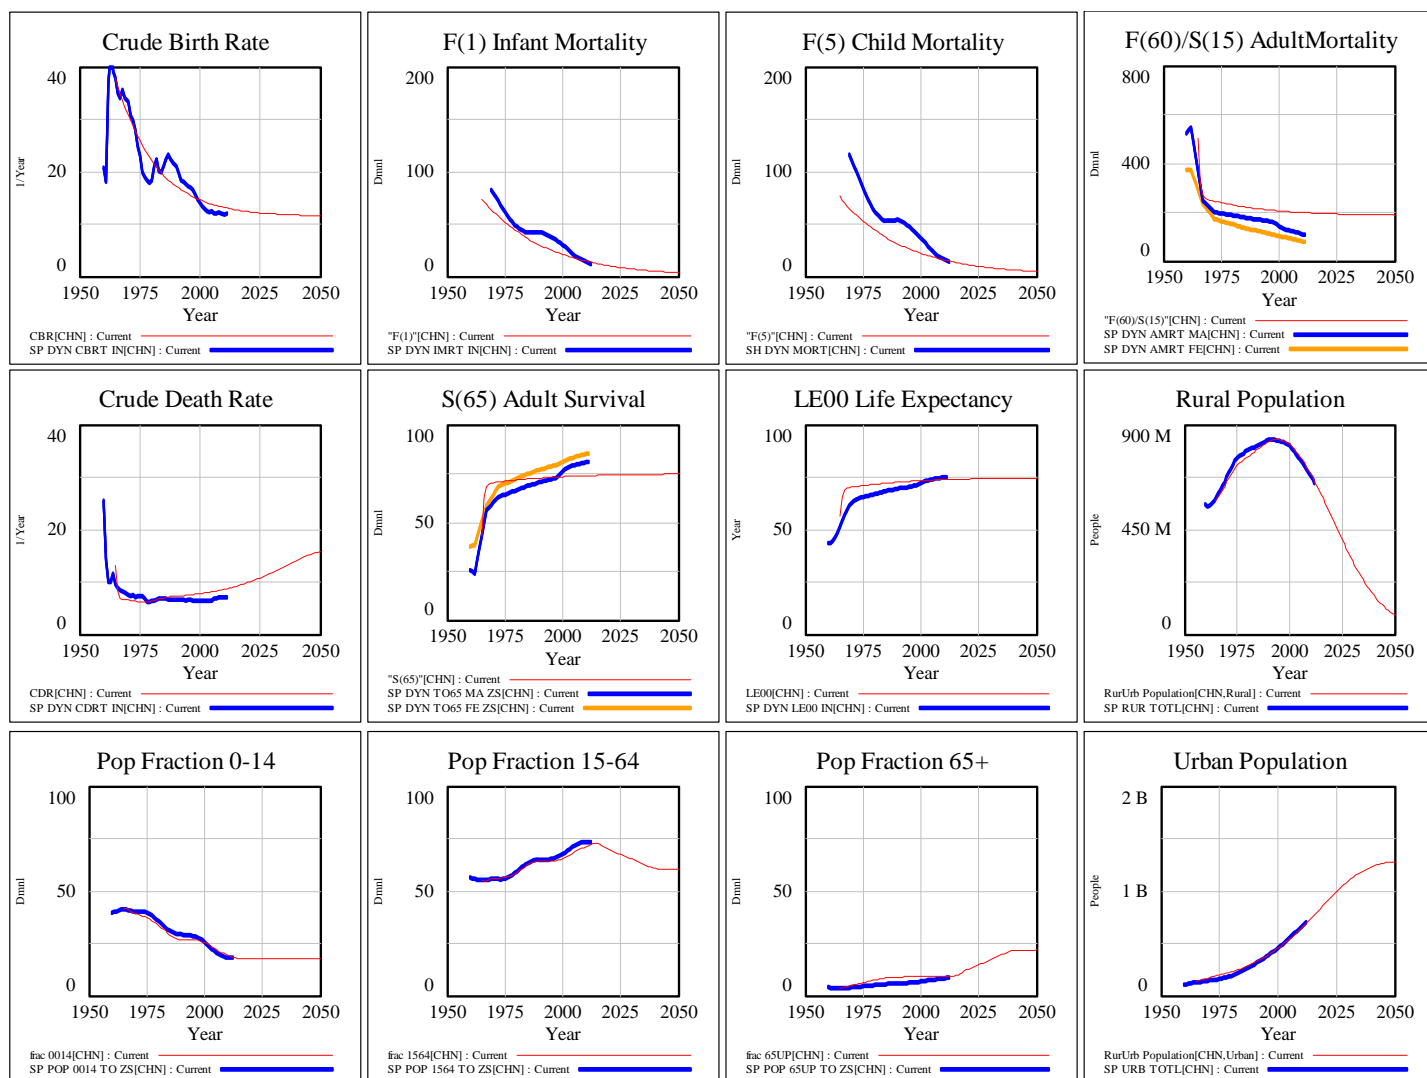 Crude Birth Rate
40
20
0
1/Year
1950 1975 2000 2025 2050
Year
CBR[CHN] : Current
SP DYN CBRT IN[CHN] : Current
F(1) Infant Mortality
200
100
0
Dmnl
1950 1975 2000 2025 2050
Year
"F(1)"[CHN] : Current
SP DYN IMRT IN[CHN] : Current
F(5) Child Mortality
200
100
0
Dmnl
1950 1975 2000 2025 2050
Year
"F(5)"[CHN] : Current
SH DYN MORT[CHN] : Current
F(60)/S(15) AdultMortality
800
400
0
Dmnl
1950 1975 2000 2025 2050
Year
"F(60)/S(15)"[CHN] : Current
SP DYN AMRT MA[CHN] : Current
SP DYN AMRT FE[CHN] : Current
Crude Death Rate
40
20
0
1/Year
1950 1975 2000 2025 2050
Year
CDR[CHN] : Current
SP DYN CDRT IN[CHN] : Current
S(65) Adult Survival
100
50
0
Dmnl
1950 1975 2000 2025 2050
Year
"S(65)"[CHN] : Current
SP DYN TO65 MA ZS[CHN] : Current
SP DYN TO65 FE ZS[CHN] : Current
LE00 Life Expectancy
100
50
0
Year
1950 1975 2000 2025 2050
Year
LE00[CHN] : Current
SP DYN LE00 IN[CHN] : Current
Rural Population
900 M
450 M
0
People
1950 1975 2000 2025 2050
Year
RurUrb Population[CHN,Rural] : Current
SP RUR TOTL[CHN] : Current
Pop Fraction 0-14
100
50
0
Dmnl
1950 1975 2000 2025 2050
Year
frac 0014[CHN] : Current
SP POP 0014 TO ZS[CHN] : Current
Pop Fraction 15-64
100
50
0
Dmnl
1950 1975 2000 2025 2050
Year
frac 1564[CHN] : Current
SP POP 1564 TO ZS[CHN] : Current
Pop Fraction 65+
100
50
0
Dmnl
1950 1975 2000 2025 2050
Year
frac 65UP[CHN] : Current
SP POP 65UP TO ZS[CHN] : Current
Urban Population
2 B
1 B
0
People
1950 1975 2000 2025 2050
Year
RurUrb Population[CHN,Urban] : Current
SP URB TOTL[CHN] : Current